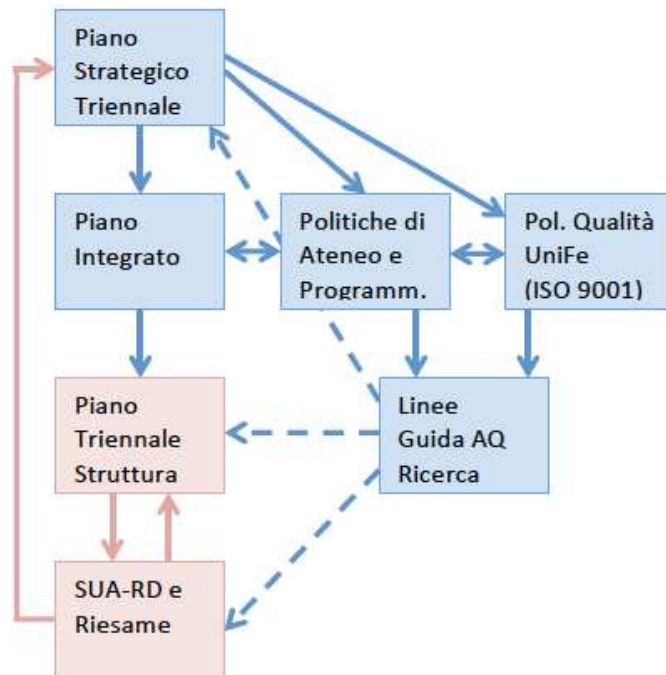 Piano
Strategico
Triennale
Piano
Integrato
Politiche di
Ateneo e
Programm.
Pol. Qualità
UniFe
(ISO 9001)
Piano
Triennale
Struttura
Linee
Guida AQ
Ricerca
SUA-RD e
Riesame